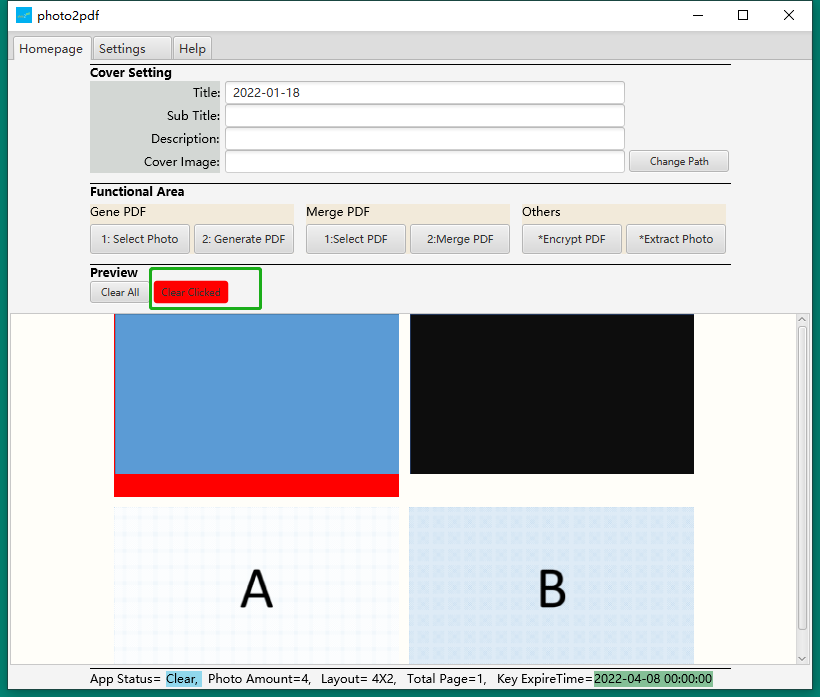 photo2pdf
Homepage Settings Help
Cover Setting
Title: 2022-01-18
Sub Title:
Description:
Cover Image: Change Path
Functional Area
Gene PDF Merge PDF Others
1: Select Photo 2: Generate PDF 1:Select PDF 2:Merge PDF *Encrypt PDF *Extract Photo
Preview
Clear All Clear Clicked
A B
App Status= Clear, Photo Amount=4, Layout= 4X2, Total Page=1, Key ExpireTime=2022-04-08 00:00:00